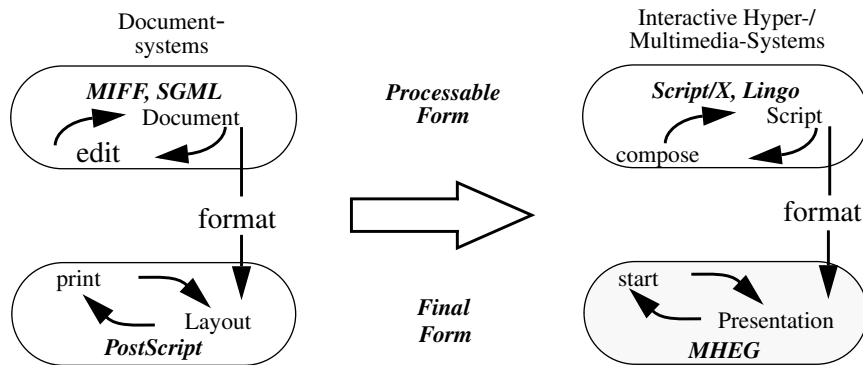 Document-
systems
Interactive Hyper-/
Multimedia-Systems
MIFF, SGML
Document
edit
Processable
Form
Script/X, Lingo
Script
compose
format
format
print
Layout
PostScript
Final
Form
start
Presentation
MHEG